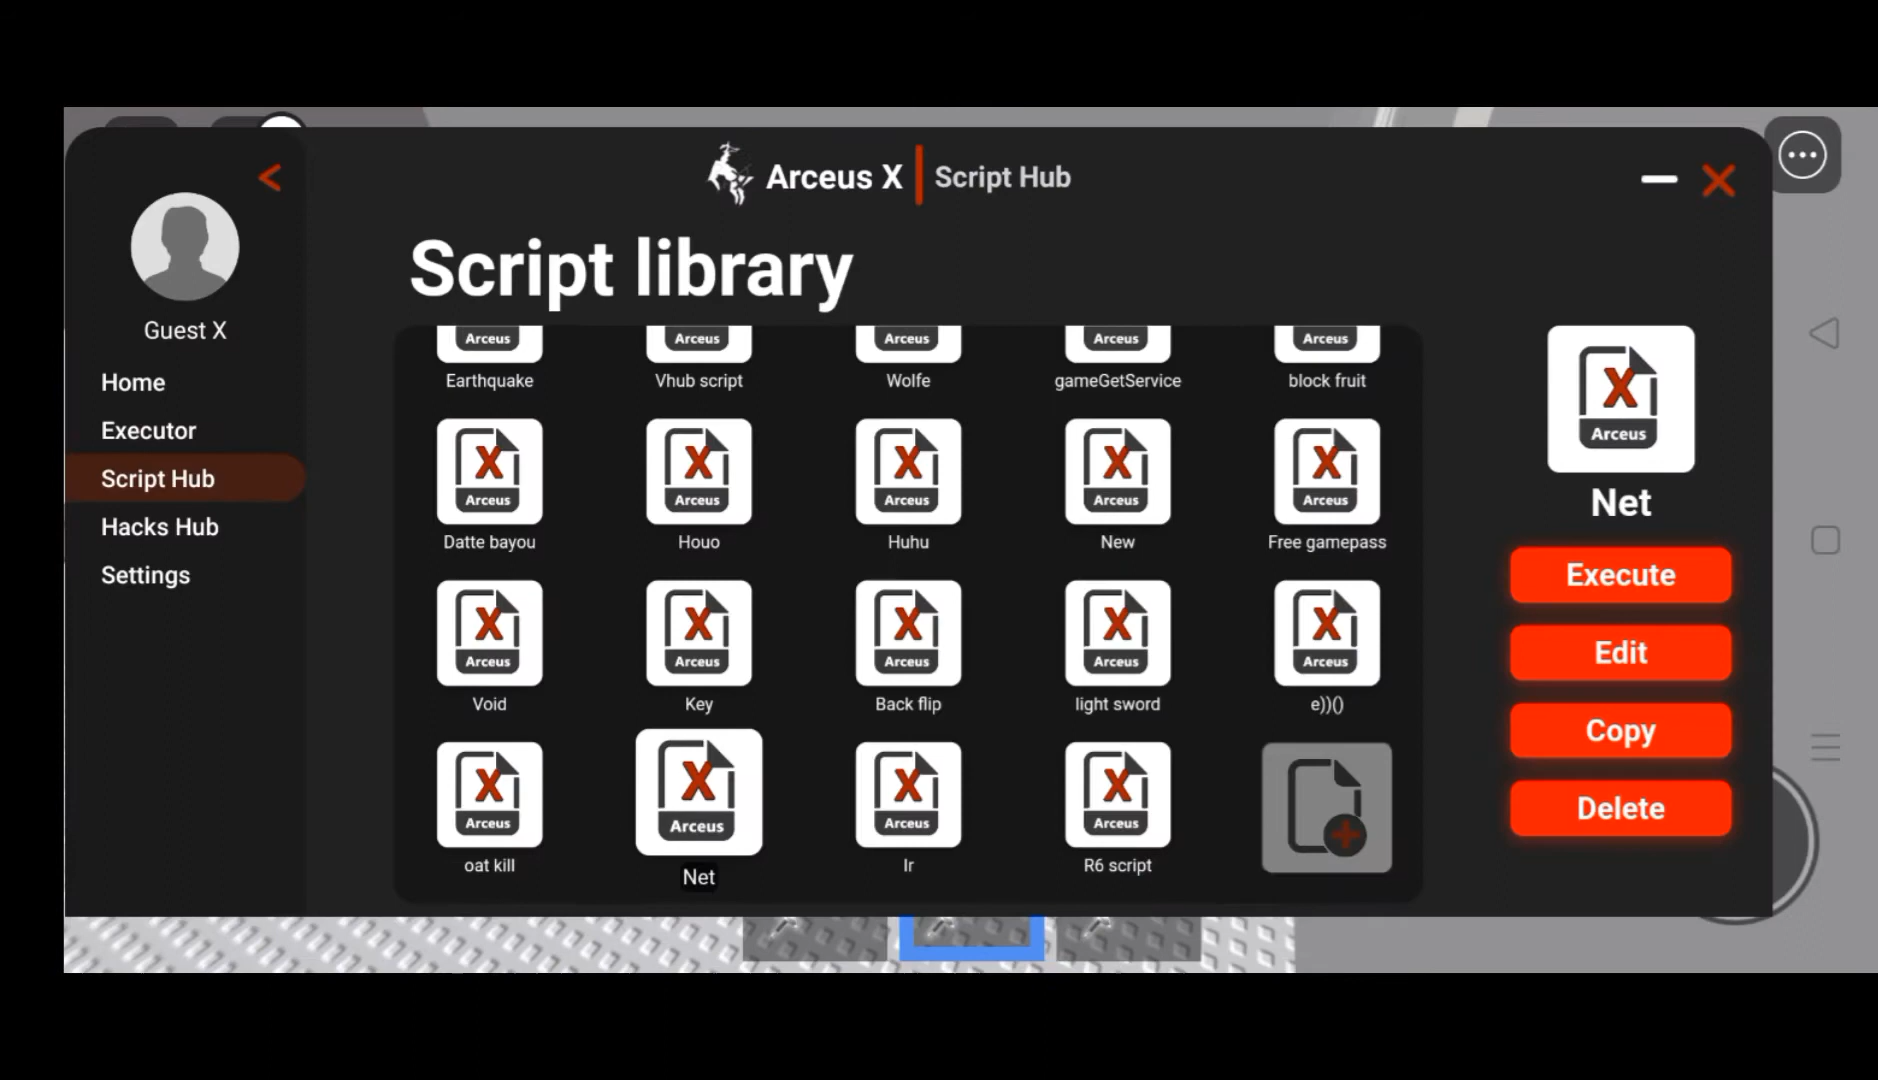 Arceus X | Script Hub
<
Guest X
Home
Executor
Script Hub
Hacks Hub
Settings
Script library
Arceus Arceus Arceus Arceus Arceus
Earthquake Vhub script Wolfe gameGetService block fruit
X X X X X
Arceus Arceus Arceus Arceus Arceus
Datte bayou Houo Huhu New Free gamepass
X X X X X
Arceus Arceus Arceus Arceus Arceus
Void Key Back flip light sword e))()
X X X X
Arceus Arceus Arceus Arceus
oat kill Net Ir R6 script
X
Arceus
Net
Execute
Edit
Copy
Delete